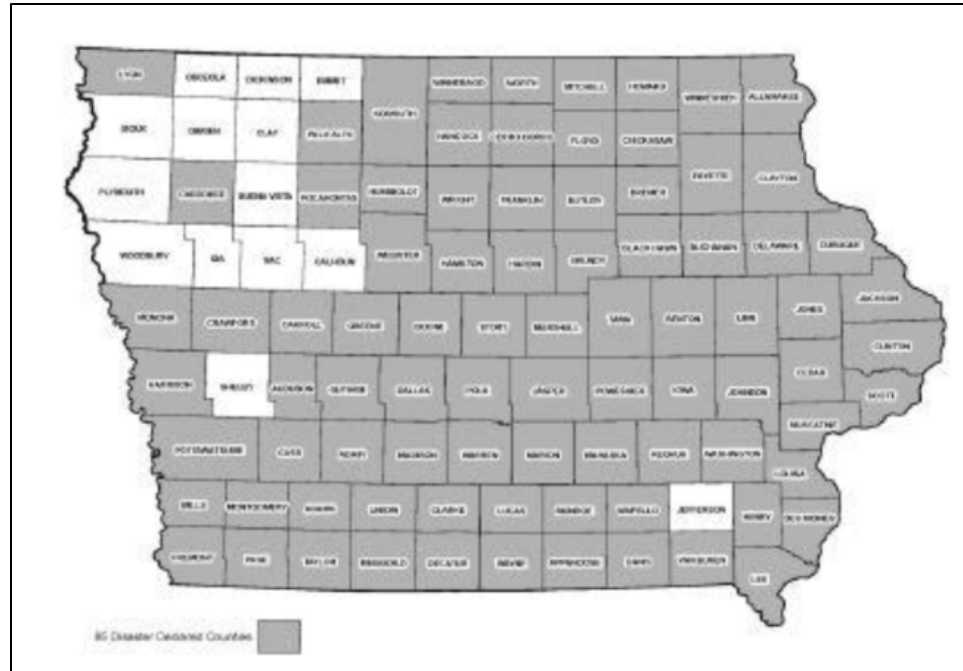 LYON OSCEOLA DICKINSON EMMET WINNEBAGO WORTH MITCHELL HOWARD WINNESHIEK ALLAMAKEE
KOSSUTH
SIOUX OBRIEN CLAY PALO ALTO HANCOCK CERRO GORDO FLOYD CHICKASAW
FAYETTE CLAYTON
PLYMOUTH CHEROKEE BUENA VISTA POCAHONTAS HUMBOLDT WRIGHT FRANKLIN BUTLER BREMER
WOODBURY IDA SAC CALHOUN WEBSTER HAMILTON HARDIN GRUNDY BLACK HAWK BUCHANAN DELAWARE DUBUQUE
JACKSON
MONONA CRAWFORD CARROLL GREENE BOONE STORY MARSHALL TAMA BENTON LINN JONES
CLINTON
HARRISON SHELBY AUDUBON GUTHRIE DALLAS POLK JASPER POWESHIEK IOWA JOHNSON CEDAR
SCOTT
MUSCATINE
POTTAWATTAMIE CASS ADAIR MADISON WARREN MARION MAHASKA KEOKUK WASHINGTON
LOUISA
MILLS MONTGOMERY ADAMS UNION CLARKE LUCAS MONROE WAPELLO JEFFERSON HENRY DES MOINES
FREMONT PAGE TAYLOR RINGGOLD DECATUR WAYNE APPANOOSE DAVIS VAN BUREN
LEE
85 Disaster Declared Counties